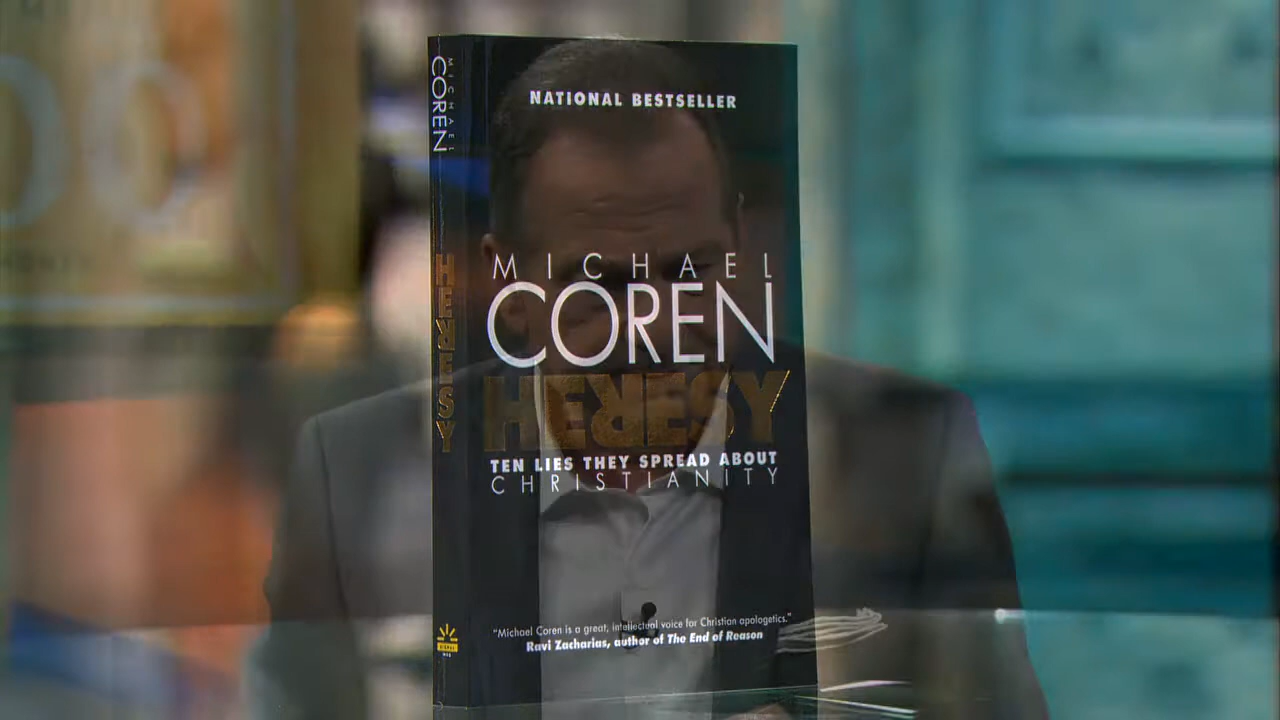 MICHAEL
COREN
HERESY
NATIONAL BESTSELLER
MICHAEL
COREN
HERESY
TEN LIES THEY SPREAD ABOUT
CHRISTIANITY
"Michael Coren is a great, intellectual voice for Christian apologetics."
Ravi Zacharias, author of The End of Reason